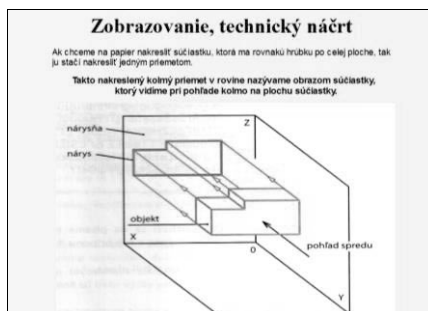 Zobrazovanie, technický náčrt
Ak chceme na papier nakresliť súčiastku, ktorá ma rovnakú hrúbku po celej ploche, tak
ju stačí nakresliť jedným priemetom.
Takto nakreslený kolmý priemet v rovine nazývame obrazom súčiastky,
ktorý vidíme pri pohľade kolmo na plochu súčiastky.
Z
nárysňa
nárys
objekt
X
O
pohľad spredu
Y